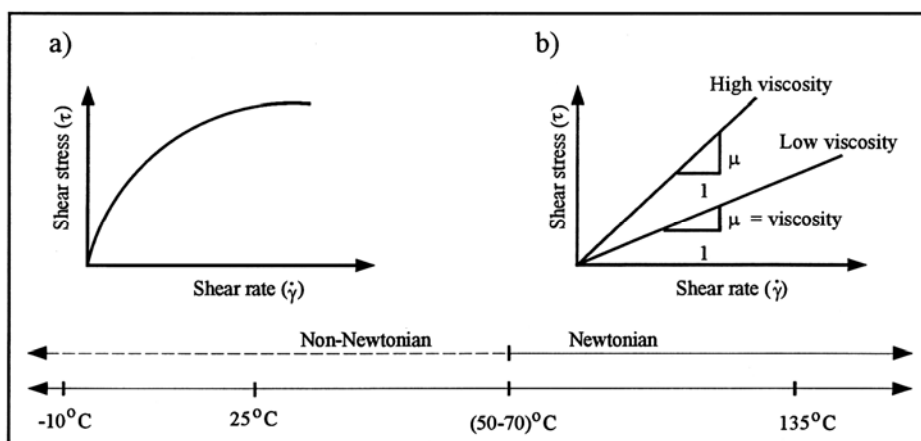 a)
Shear stress (τ)
Shear rate (γ̇)
b)
High viscosity
Low viscosity
μ
1
μ = viscosity
1
Shear stress (τ)
Shear rate (γ̇)
Non-Newtonian
Newtonian
-10°C
25°C
(50-70)°C
135°C